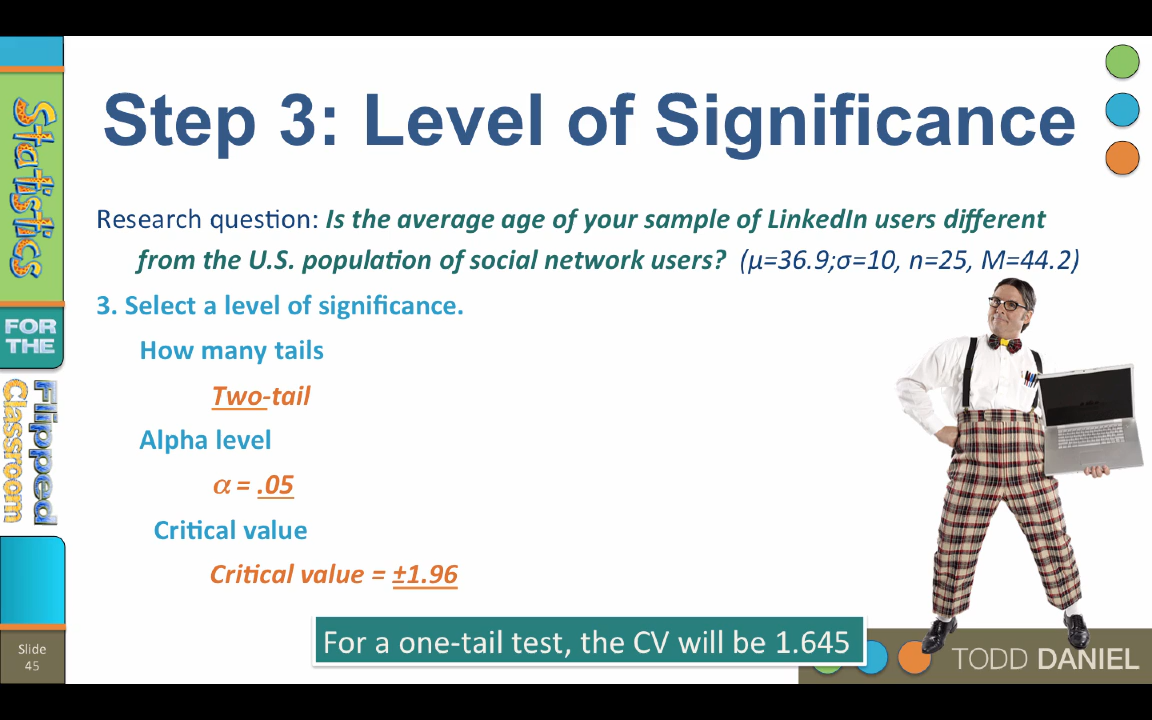 Statistics
FOR THE
Flipped Classroom
Step 3: Level of Significance
Research question: Is the average age of your sample of LinkedIn users different
from the U.S. population of social network users? (μ=36.9;σ=10, n=25, M=44.2)
3. Select a level of significance.
How many tails
Two-tail
Alpha level
α = .05
Critical value
Critical value = ±1.96
For a one-tail test, the CV will be 1.645
Slide
45
TODD DANIEL